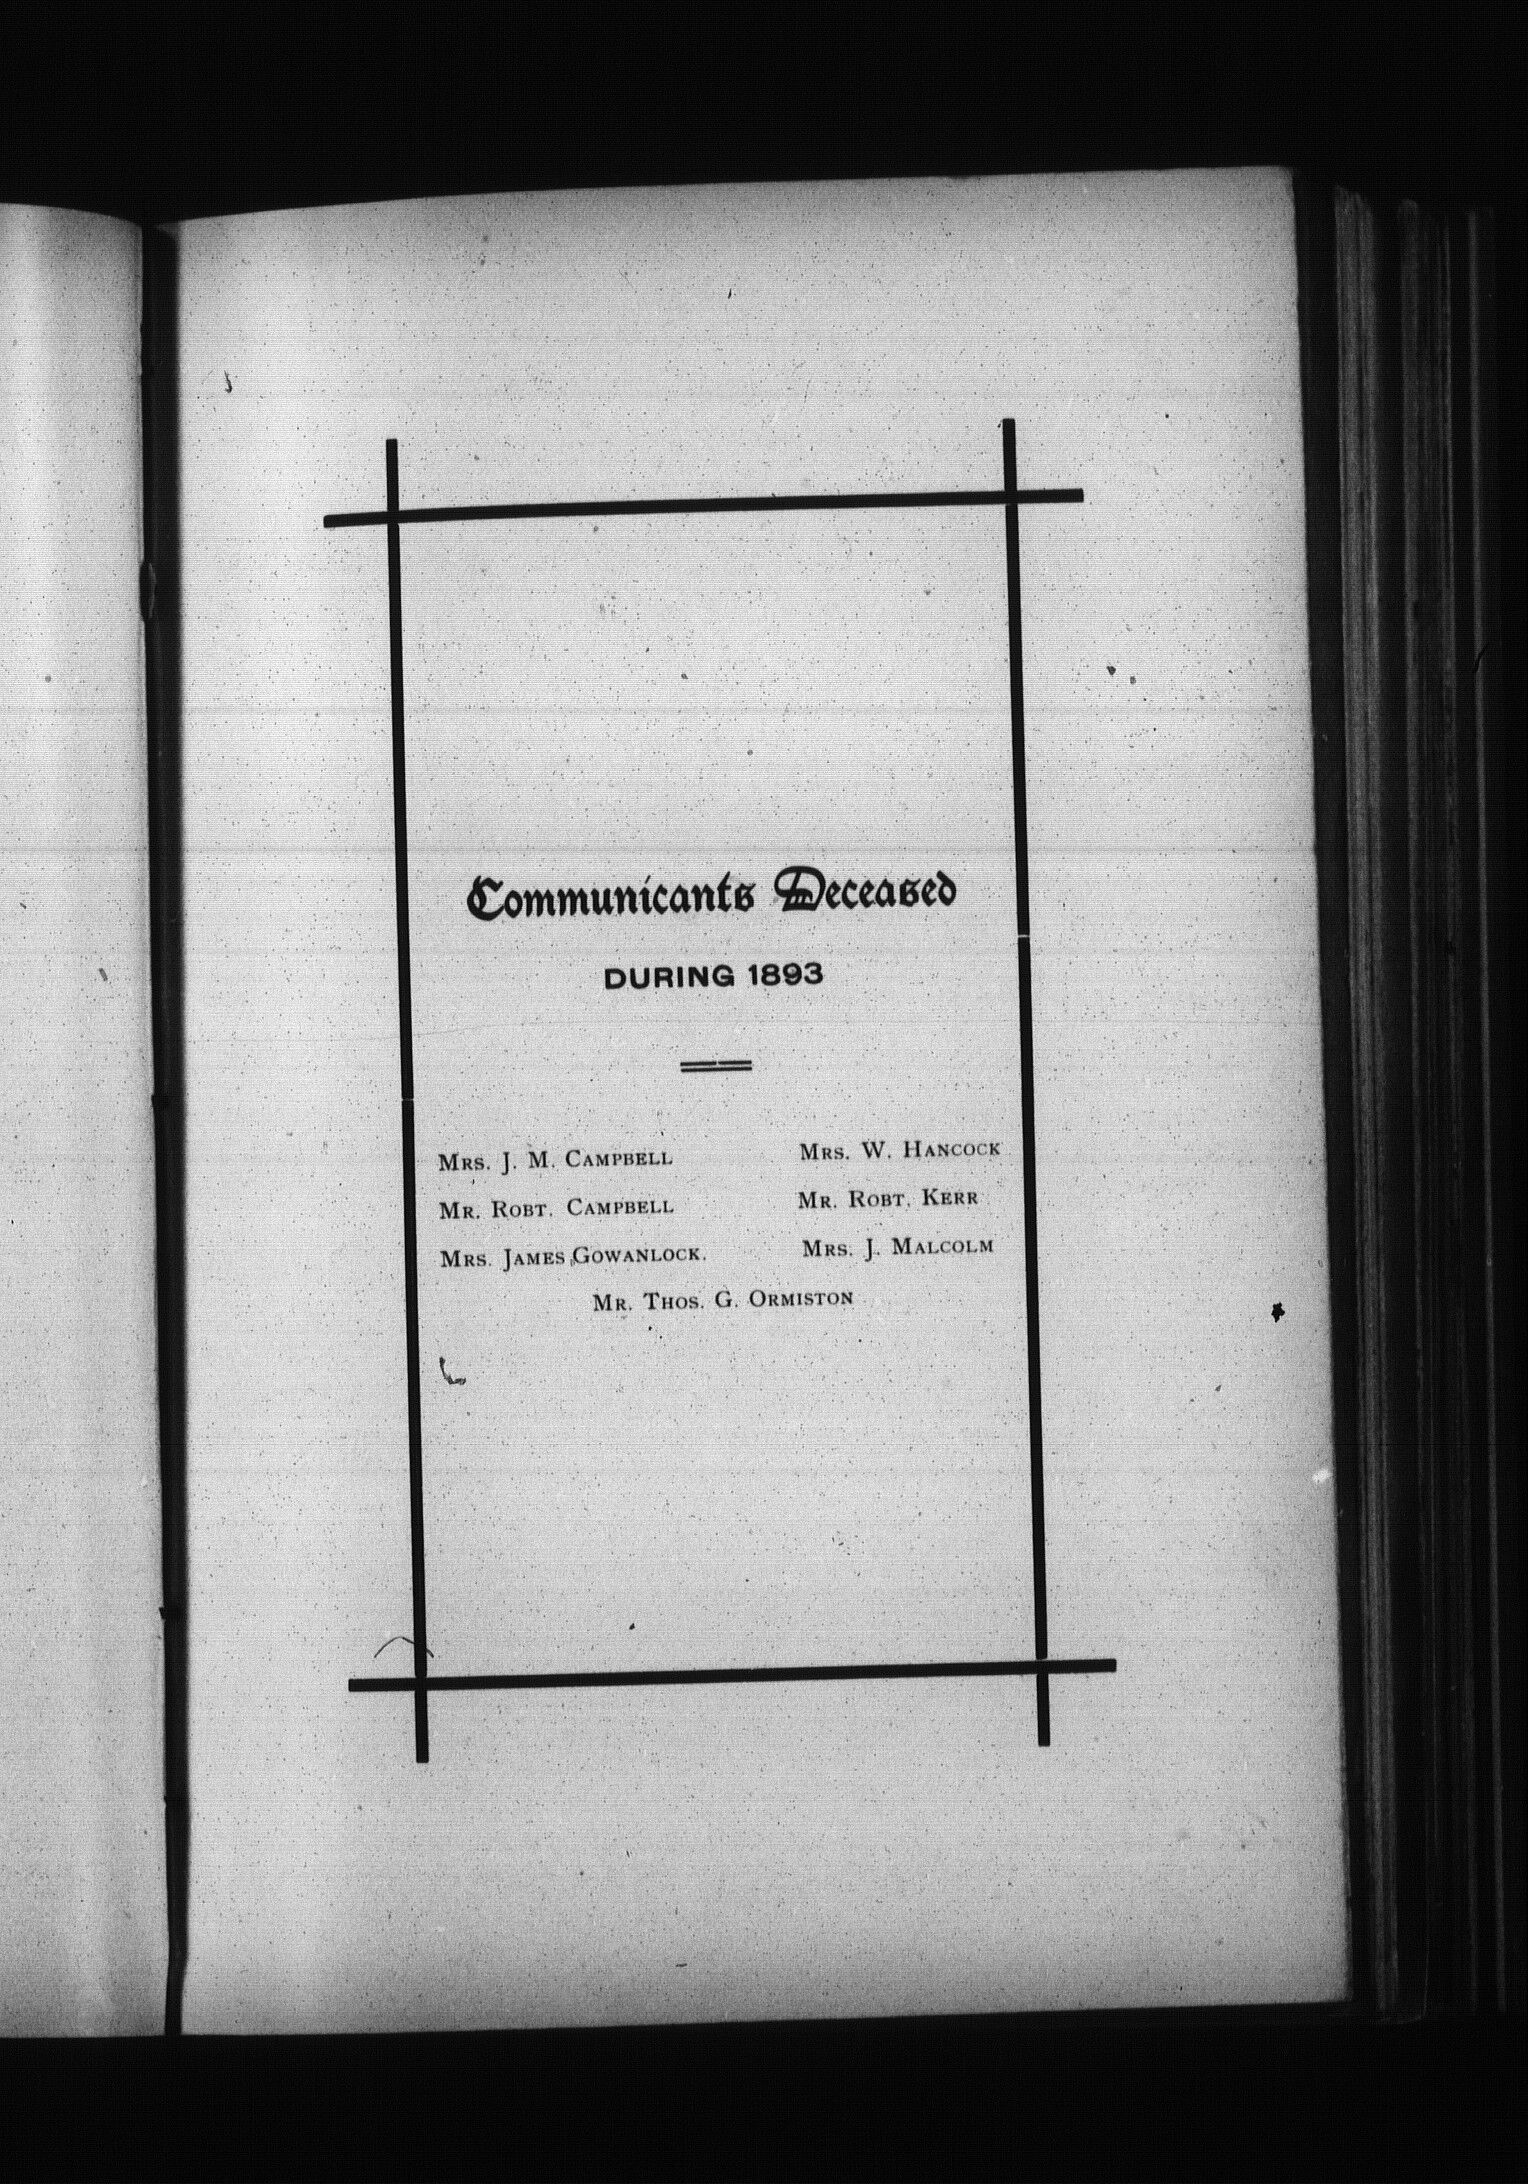 Communicants Deceased
DURING 1893
Mrs. J. M. Campbell Mrs. W. Hancock
Mr. Robt. Campbell Mr. Robt. Kerr
Mrs. James Gowanlock. Mrs. J. Malcolm
Mr. Thos. G. Ormiston